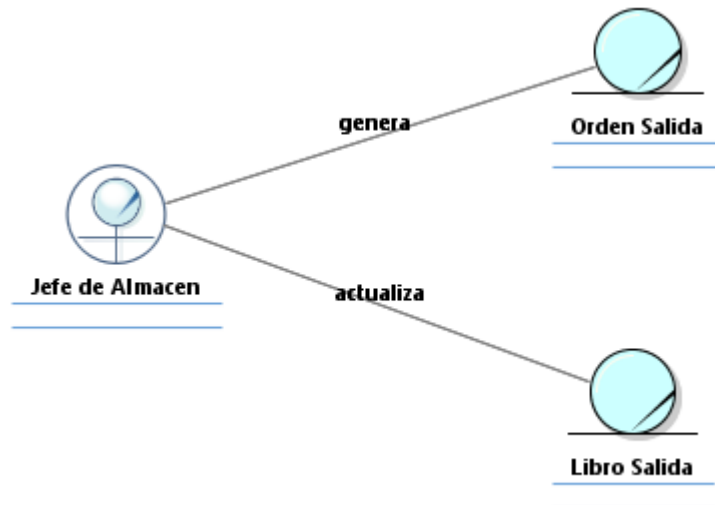 genera
Orden Salida
Jefe de Almacen
actualiza
Libro Salida